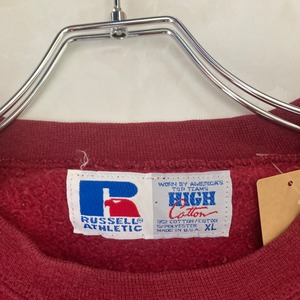 RUSSELL
ATHLETIC
WORN BY AMERICA'S
TOP TEAMS
HIGH
Cotton
MADE IN U.S.A.
XL